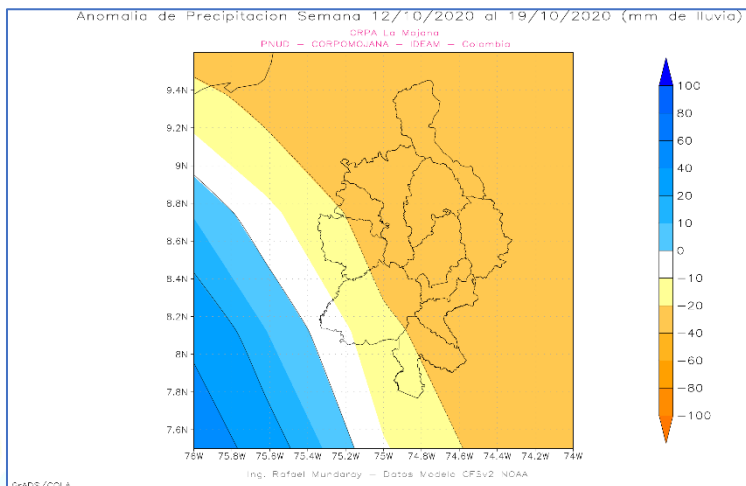 Anomalia de Precipitacion Semana 12/10/2020 al 19/10/2020 (mm de lluvia)
CRPA La Mojana
PNUD – CORPOMOJANA – IDEAM – Colombia
9.4N
9.2N
9N
8.8N
8.6N
8.4N
8.2N
8N
7.8N
7.6N
76W 75.8W 75.6W 75.4W 75.2W 75W 74.8W 74.6W 74.4W 74.2W 74W
100
80
60
40
20
10
0
−10
−20
−40
−60
−80
−100
Ing. Rafael Mundaray – Datos Modelo CFSv2 NOAA
GrADS/COLA